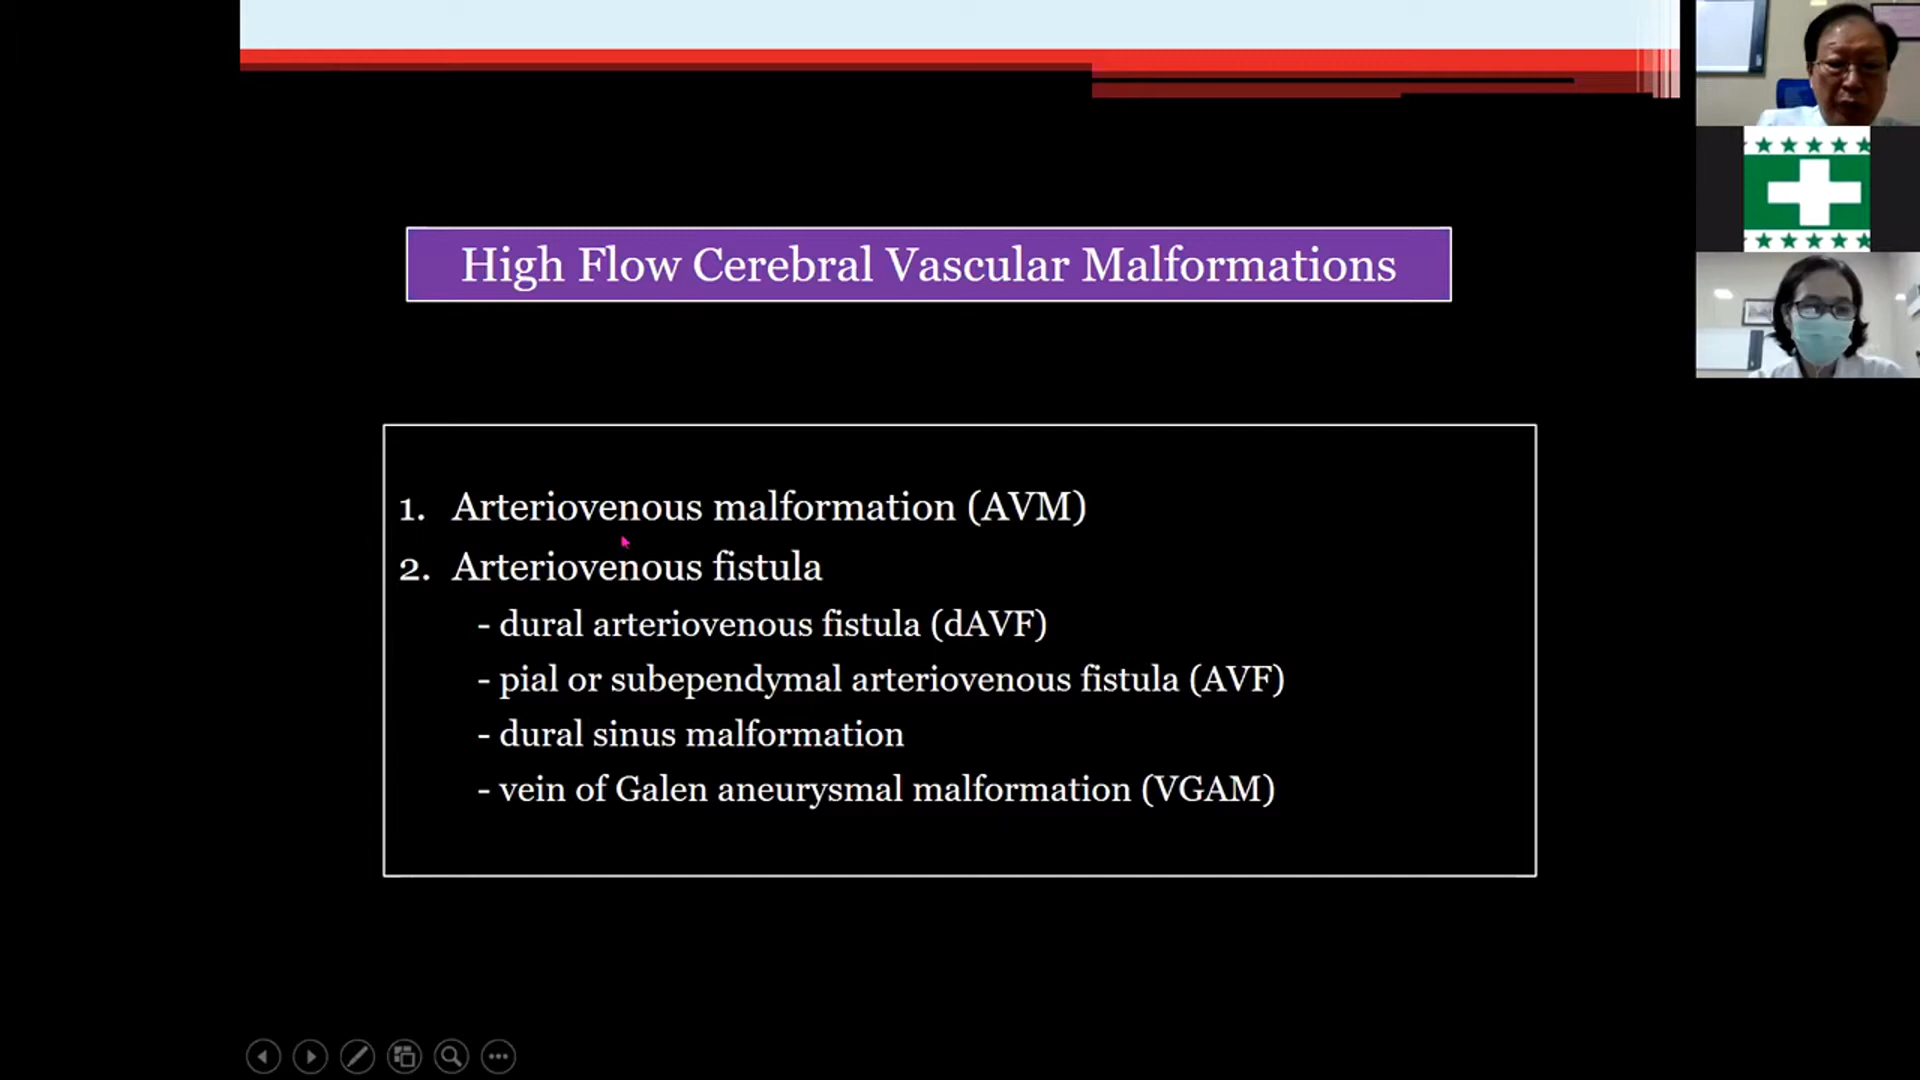 High Flow Cerebral Vascular Malformations
1. Arteriovenous malformation (AVM)
2. Arteriovenous fistula
- dural arteriovenous fistula (dAVF)
- pial or subependymal arteriovenous fistula (AVF)
- dural sinus malformation
- vein of Galen aneurysmal malformation (VGAM)